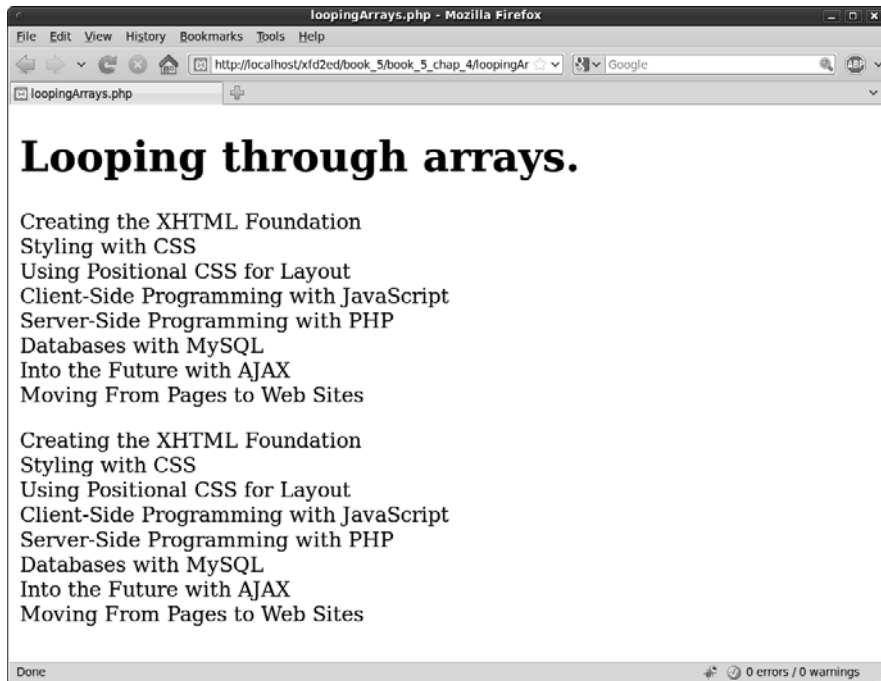 loopingArrays.php - Mozilla Firefox
File Edit View History Bookmarks Tools Help
http://localhost/xfd2ed/book_5/book_5_chap_4/loopingAr Google ABP
loopingArrays.php
Looping through arrays.
Creating the XHTML Foundation
Styling with CSS
Using Positional CSS for Layout
Client-Side Programming with JavaScript
Server-Side Programming with PHP
Databases with MySQL
Into the Future with AJAX
Moving From Pages to Web Sites
Creating the XHTML Foundation
Styling with CSS
Using Positional CSS for Layout
Client-Side Programming with JavaScript
Server-Side Programming with PHP
Databases with MySQL
Into the Future with AJAX
Moving From Pages to Web Sites
Done 0 errors / 0 warnings